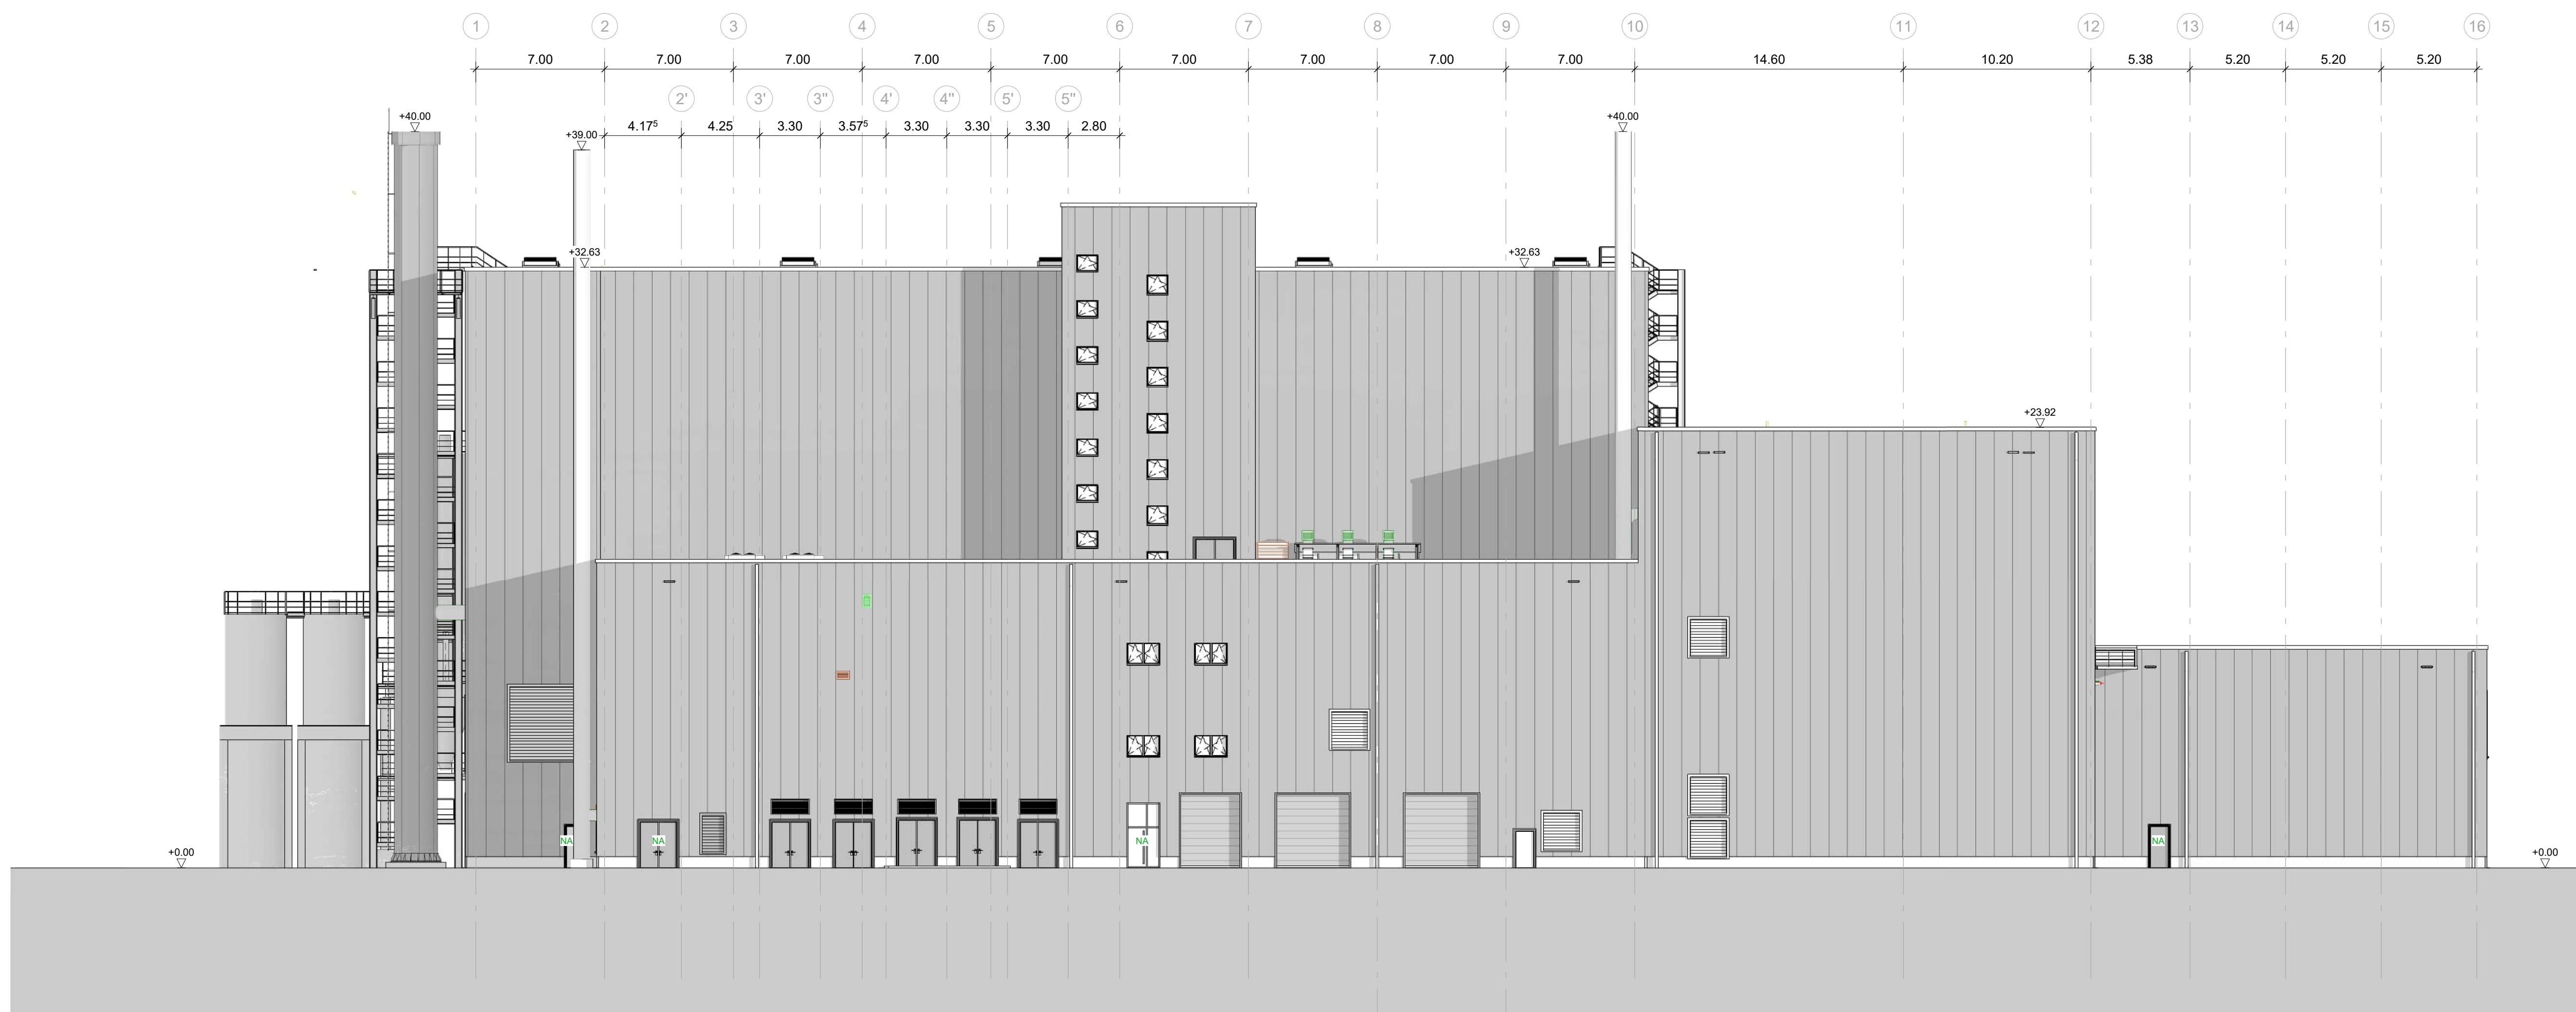 1 2 3 4 5 6 7 8 9 10 11 12 13 14 15 16
7.00 7.00 7.00 7.00 7.00 7.00 7.00 7.00 7.00 14.60 10.20 5.38 5.20 5.20 5.20
2' 3' 3" 4' 4" 5' 5"
+40.00 +40.00
4.17⁵ 4.25 3.30 3.57⁵ 3.30 3.30 3.30 2.80
+39.00
+32.63 +32.63
+23.92
NA NA NA NA
+0.00 +0.00